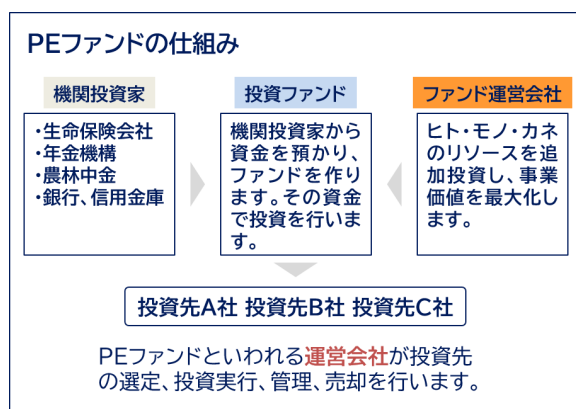 PEファンドの仕組み
機関投資家
・生命保険会社
・年金機構
・農林中金
・銀行、信用金庫
投資ファンド
機関投資家から
資金を預かり、
ファンドを作り
ます。その資金
で投資を行いま
す。
ファンド運営会社
ヒト・モノ・カネ
のリソースを追
加投資し、事業
価値を最大化し
ます。
投資先A社 投資先B社 投資先C社
PEファンドといわれる運営会社が投資先
の選定、投資実行、管理、売却を行います。